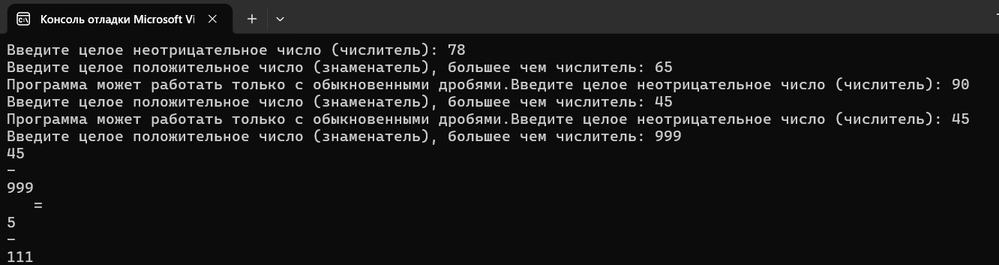 Консоль отладки Microsoft Vi
Введите целое неотрицательное число (числитель): 78
Введите целое положительное число (знаменатель), большее чем числитель: 65
Программа может работать только с обыкновенными дробями.Введите целое неотрицательное число (числитель): 90
Введите целое положительное число (знаменатель), большее чем числитель: 45
Программа может работать только с обыкновенными дробями.Введите целое неотрицательное число (числитель): 45
Введите целое положительное число (знаменатель), большее чем числитель: 999
45
-
999
   =
5
-
111